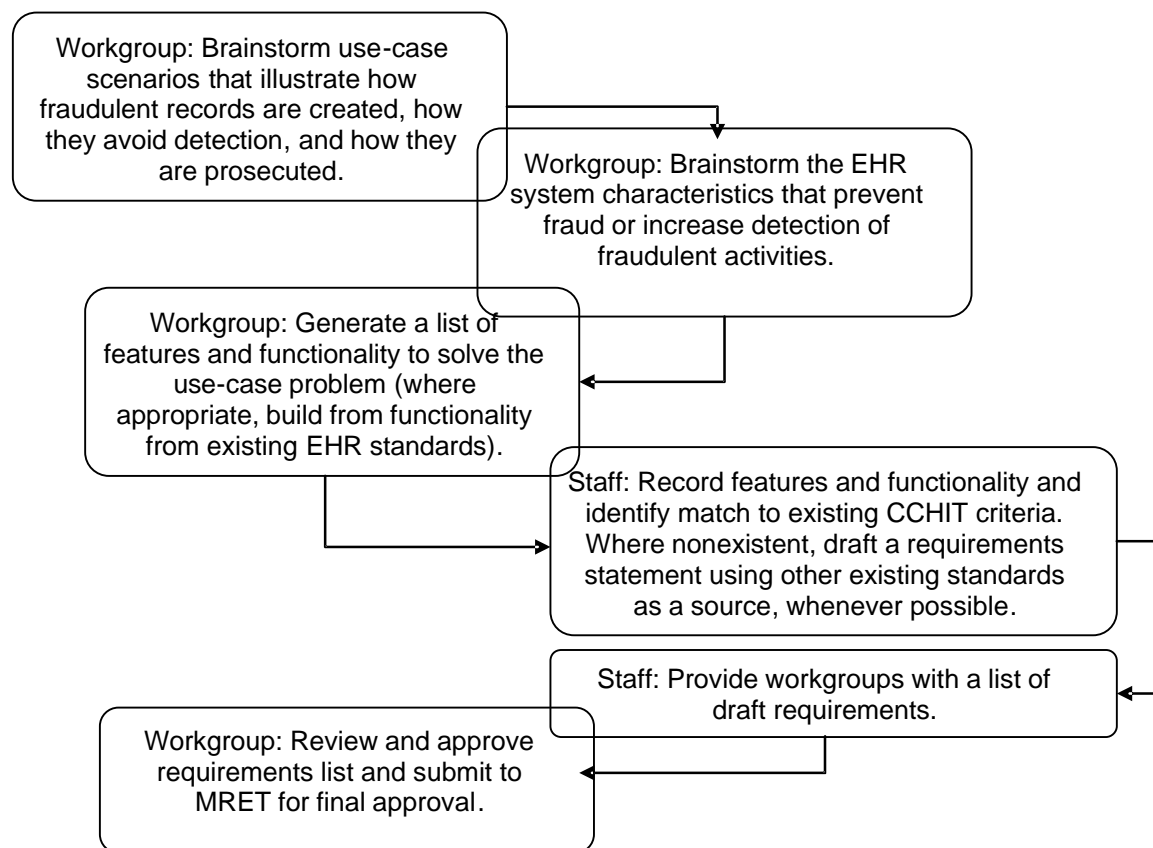 Workgroup: Brainstorm use-case
scenarios that illustrate how
fraudulent records are created, how
they avoid detection, and how they
are prosecuted.
Workgroup: Brainstorm the EHR
system characteristics that prevent
fraud or increase detection of
fraudulent activities.
Workgroup: Generate a list of
features and functionality to solve the
use-case problem (where
appropriate, build from functionality
from existing EHR standards).
Staff: Record features and functionality and
identify match to existing CCHIT criteria.
Where nonexistent, draft a requirements
statement using other existing standards
as a source, whenever possible.
Staff: Provide workgroups with a list of
draft requirements.
Workgroup: Review and approve
requirements list and submit to
MRET for final approval.